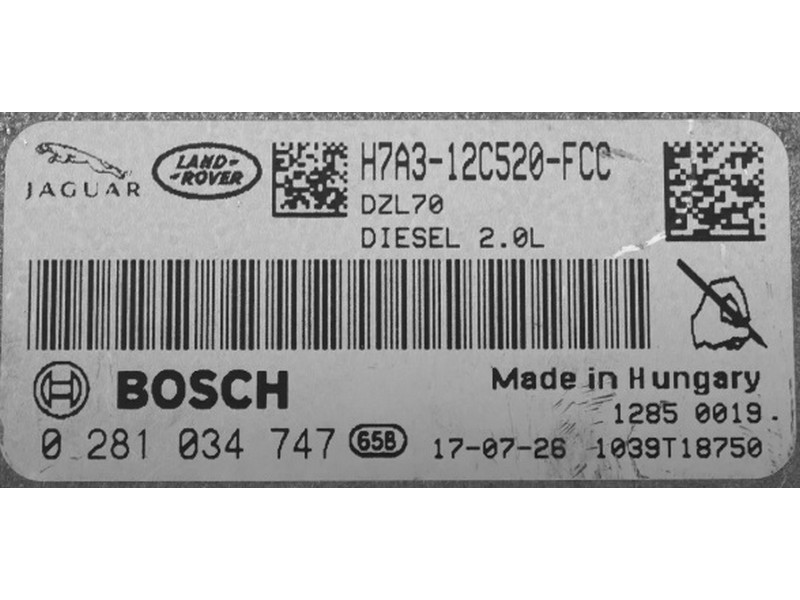 JAGUAR
LAND-
-ROVER
H7A3-12C520-FCC
DZL70
DIESEL 2.0L
BOSCH
Made in Hungary
1285 0019.
0 281 034 747 65B 17-07-26 1039T18750